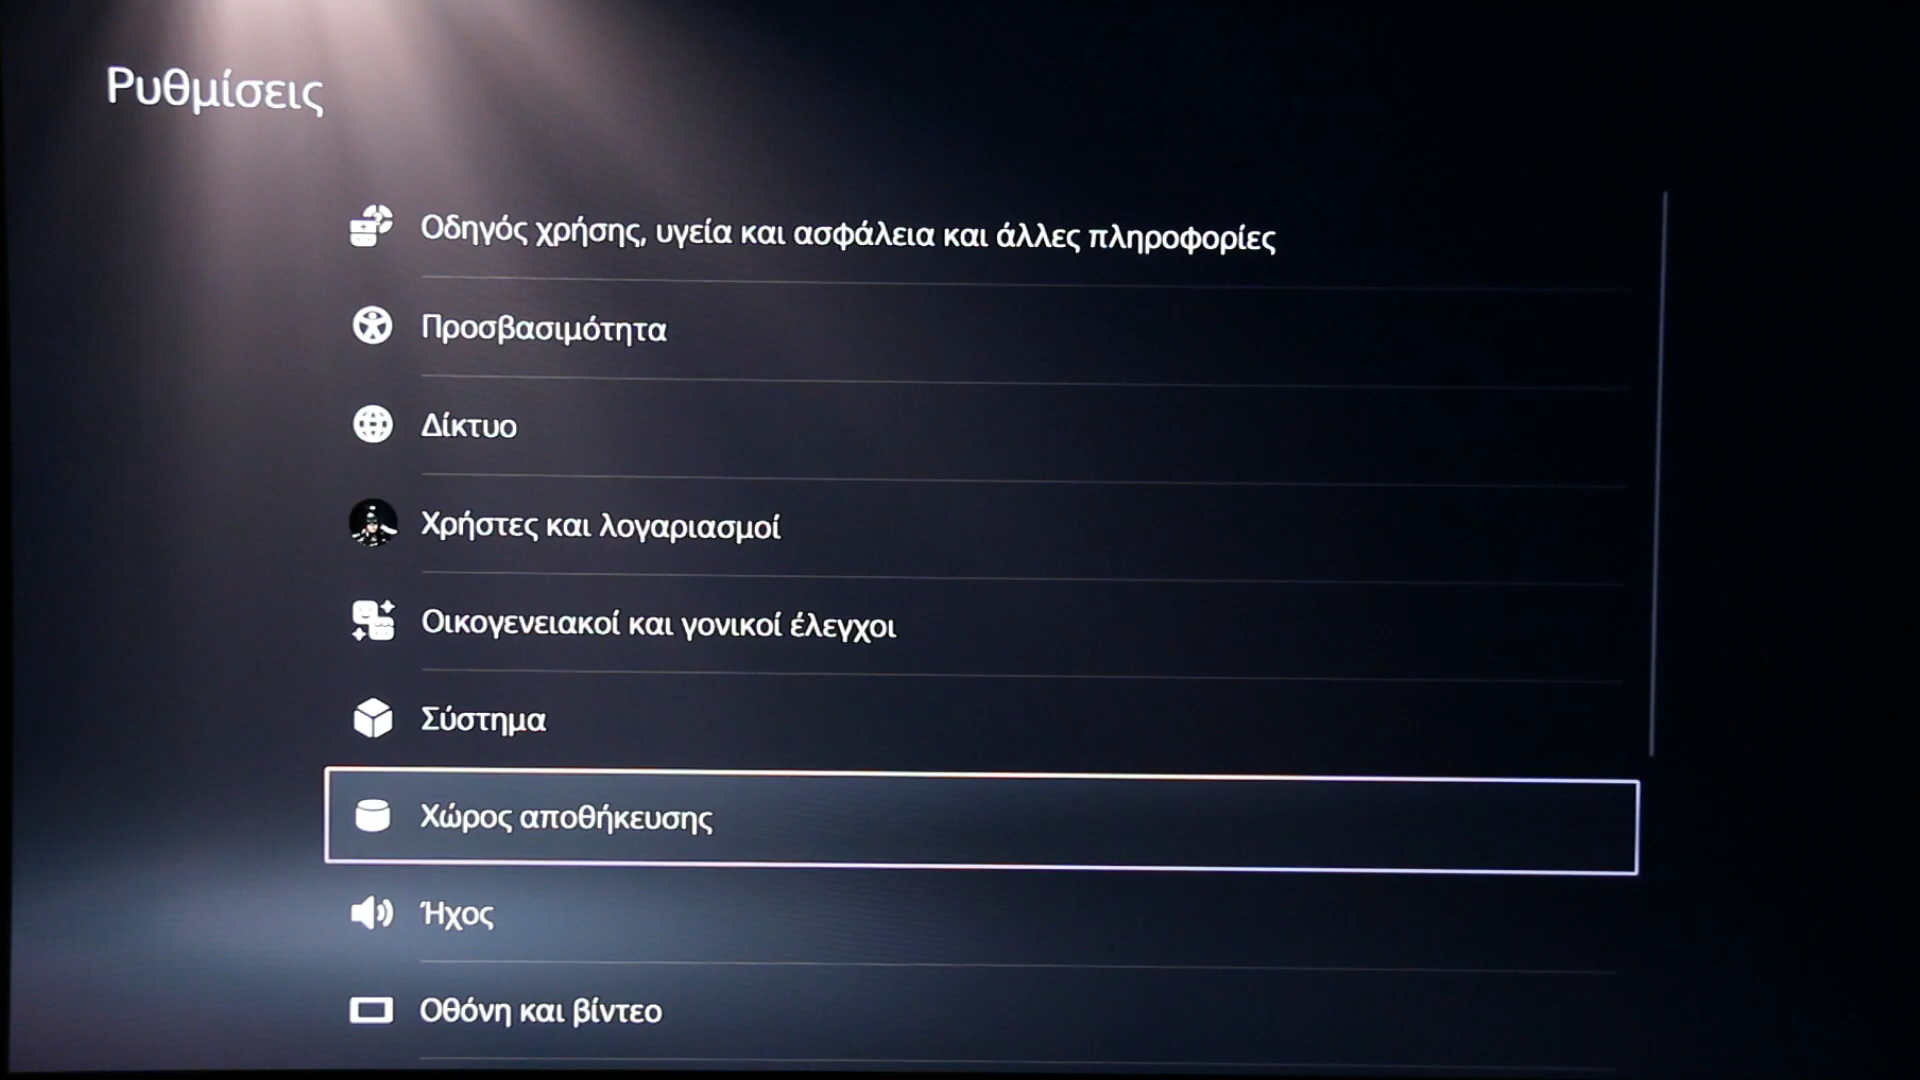 Ρυθμίσεις
Οδηγός χρήσης, υγεία και ασφάλεια και άλλες πληροφορίες
Προσβασιμότητα
Δίκτυο
Χρήστες και λογαριασμοί
Οικογενειακοί και γονικοί έλεγχοι
Σύστημα
Χώρος αποθήκευσης
Ήχος
Οθόνη και βίντεο